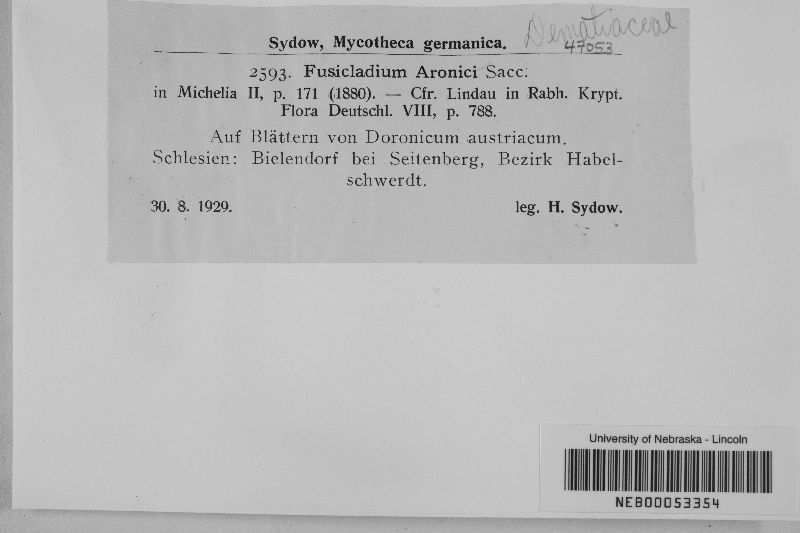 Dematiaceae
Sydow, Mycotheca germanica.
47053
2593. Fusicladium Aronici Sacc.
in Michelia II, p. 171 (1880). — Cfr. Lindau in Rabh. Krypt.
Flora Deutschl. VIII, p. 788.
Auf Blättern von Doronicum austriacum.
Schlesien: Bielendorf bei Seitenberg, Bezirk Habel-
schwerdt.
30. 8. 1929. leg. H. Sydow.
University of Nebraska - Lincoln
NEB00053354